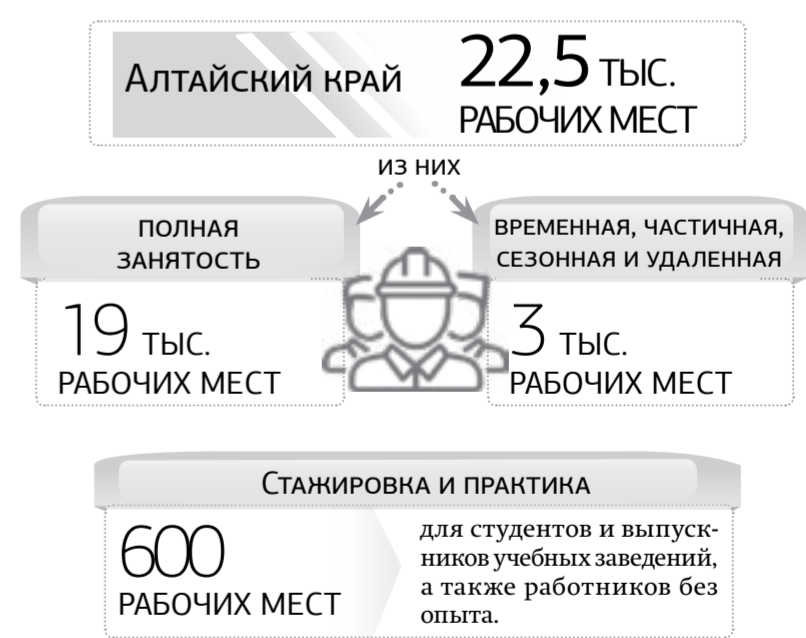 Алтайский край
22,5 тыс.
рабочих мест
из них
полная
занятость
19 тыс.
рабочих мест
временная, частичная,
сезонная и удаленная
3 тыс.
рабочих мест
Стажировка и практика
600
рабочих мест
для студентов и выпуск-
ников учебных заведений,
а также работников без
опыта.